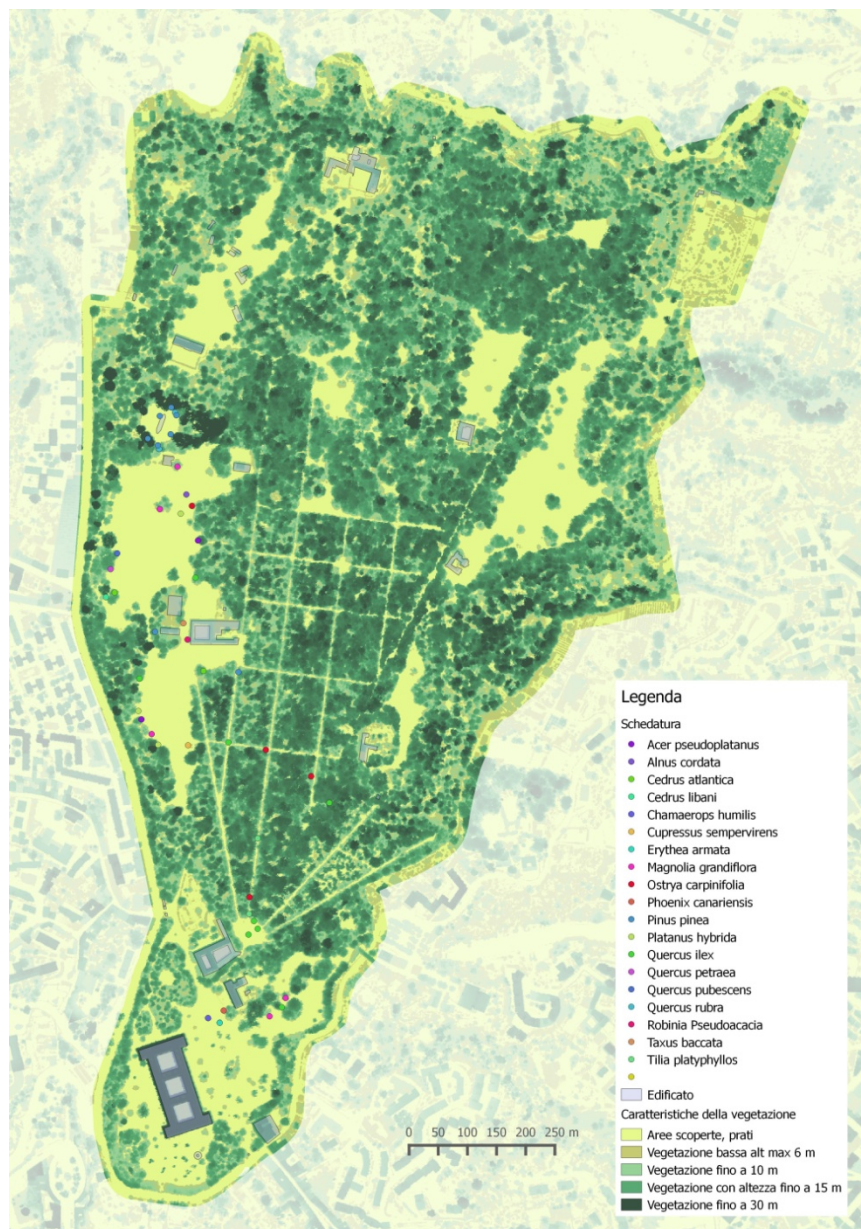 Legenda
Schedatura
Acer pseudoplatanus
Alnus cordata
Cedrus atlantica
Cedrus libani
Chamaerops humilis
Cupressus sempervirens
Erythea armata
Magnolia grandiflora
Ostrya carpinifolia
Phoenix canariensis
Pinus pinea
Platanus hybrida
Quercus ilex
Quercus petraea
Quercus pubescens
Quercus rubra
Robinia Pseudoacacia
Taxus baccata
Tilia platyphyllos
Edificato
Caratteristiche della vegetazione
Aree scoperte, prati
Vegetazione bassa alt max 6 m
Vegetazione fino a 10 m
Vegetazione con altezza fino a 15 m
Vegetazione fino a 30 m
0 50 100 150 200 250 m